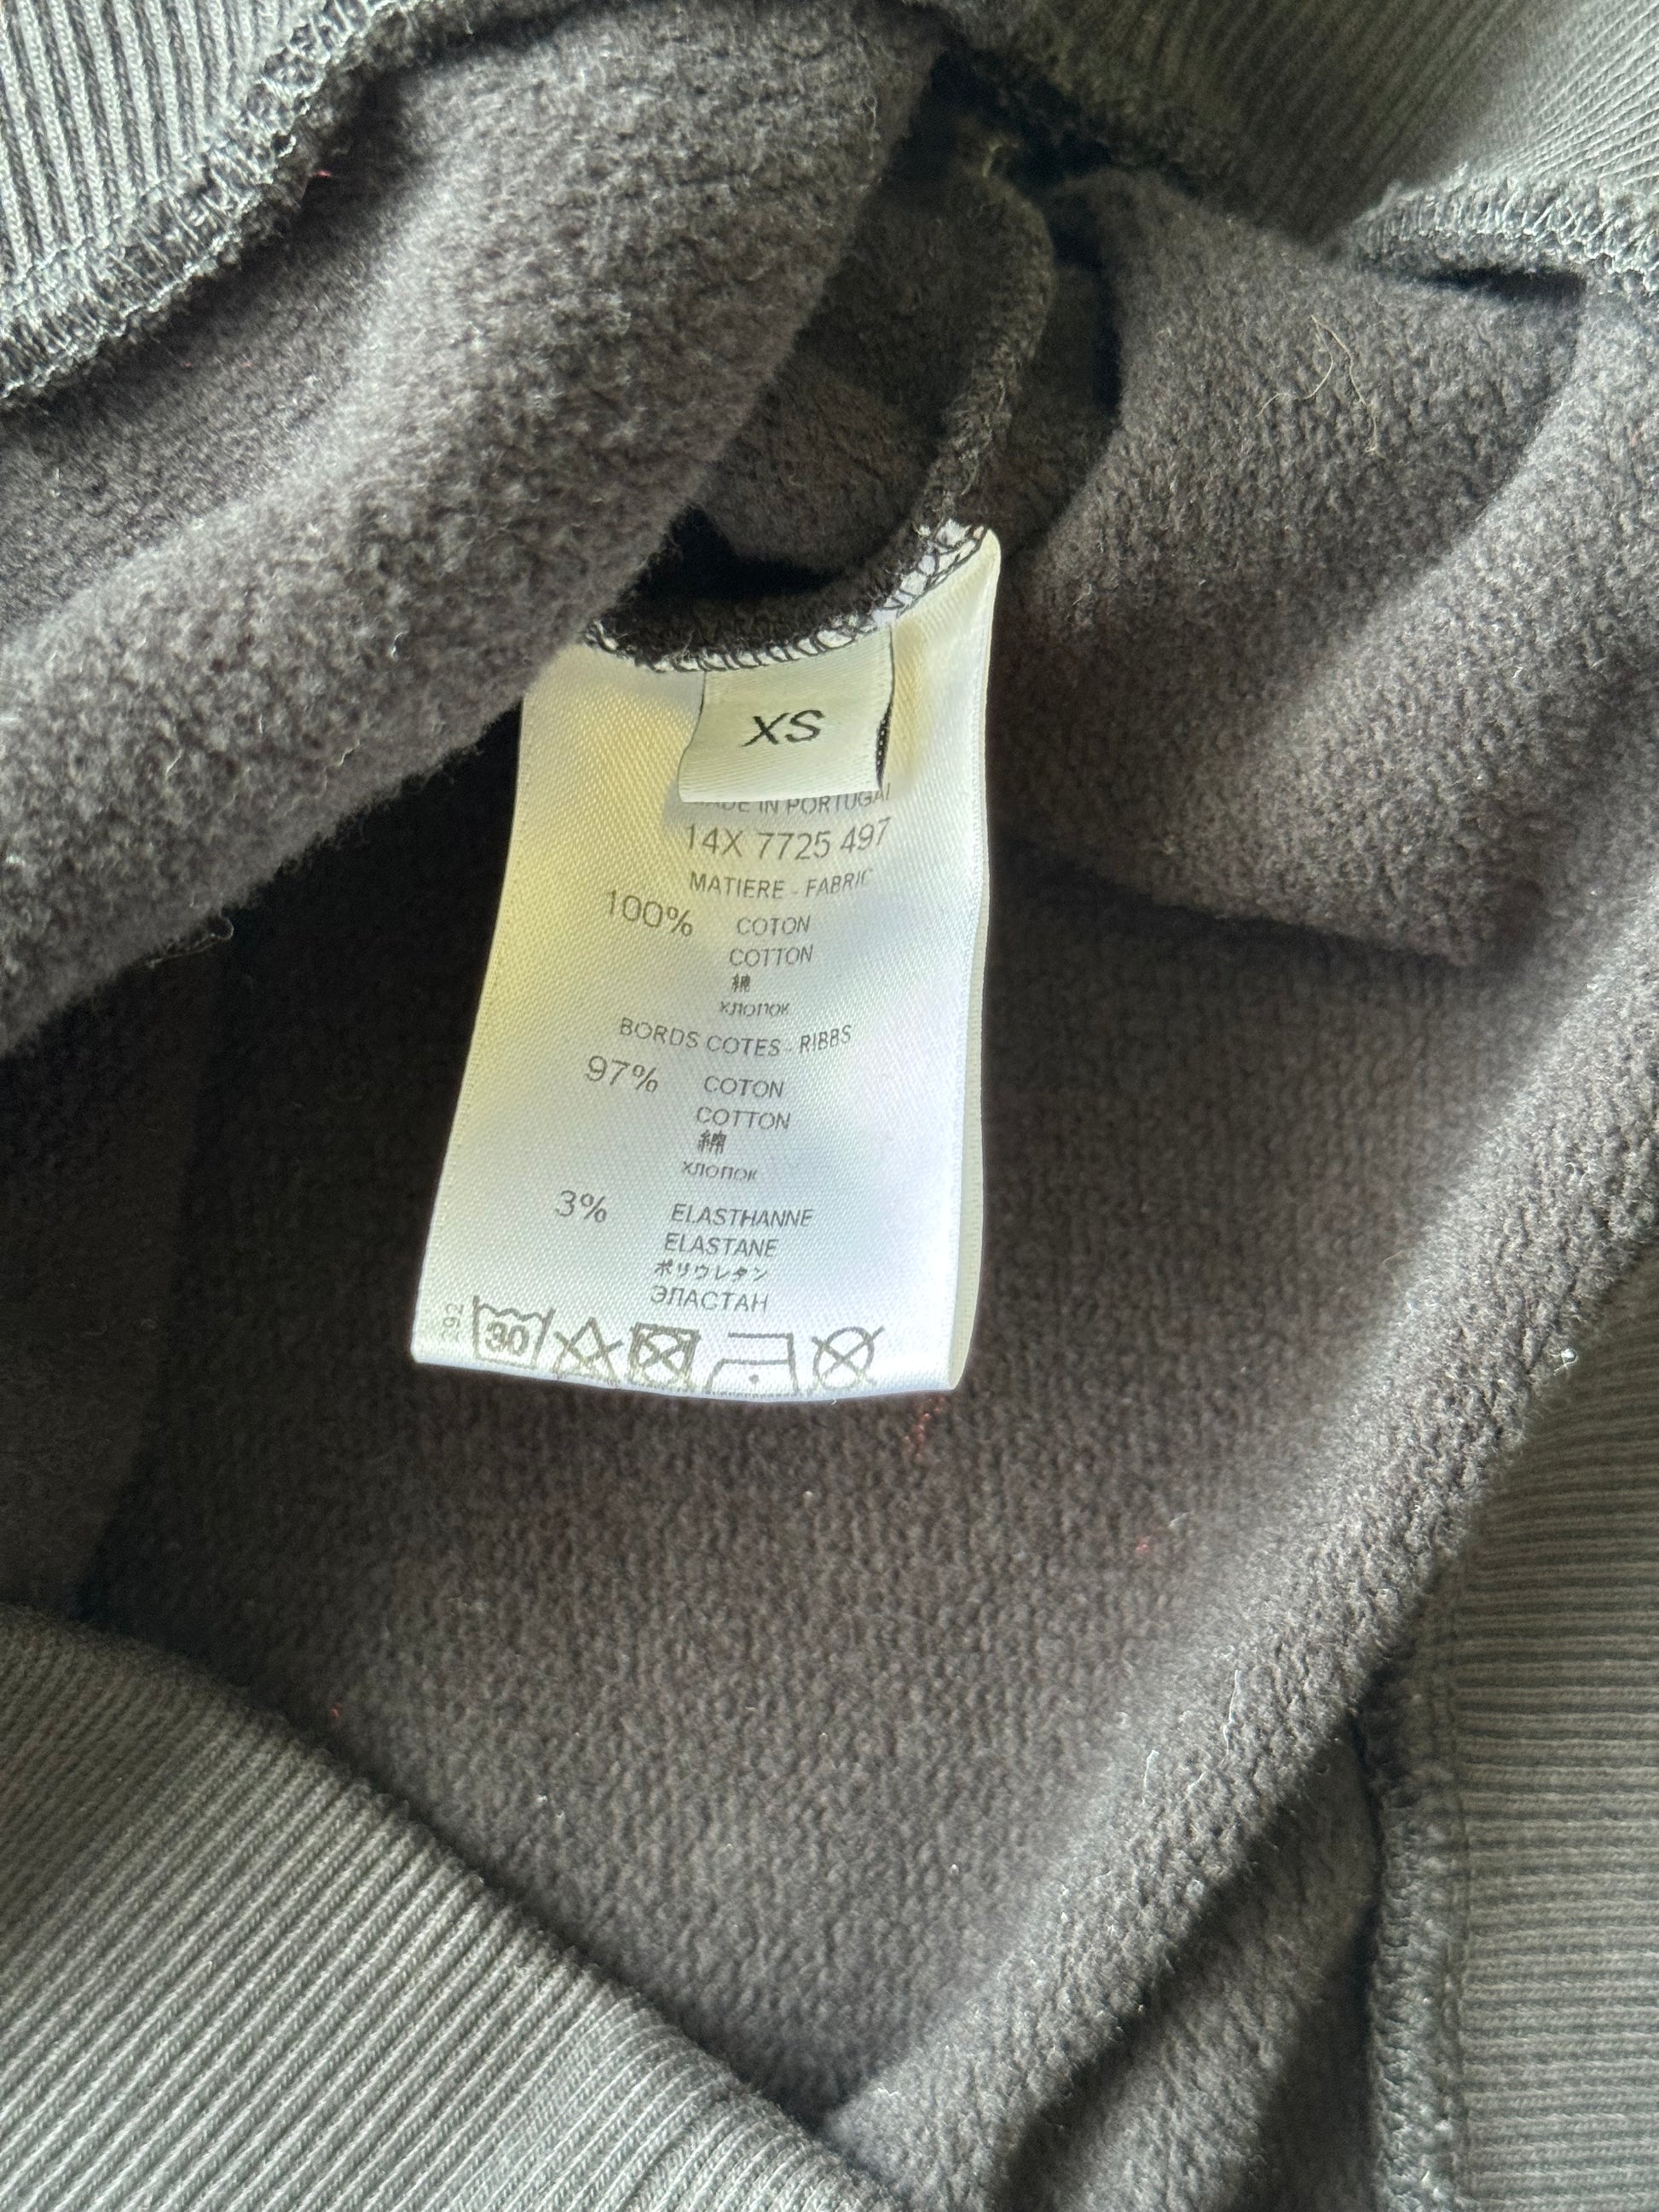 XS
MADE IN PORTUGAL
14X 7725 497
MATIERE - FABRIC
100% COTON
COTTON
綿
хлопок
BORDS COTES - RIBBS
97% COTON
COTTON
綿
хлопок
3% ELASTHANNE
ELASTANE
ポリウレタン
ЭЛАСТАН
292
30